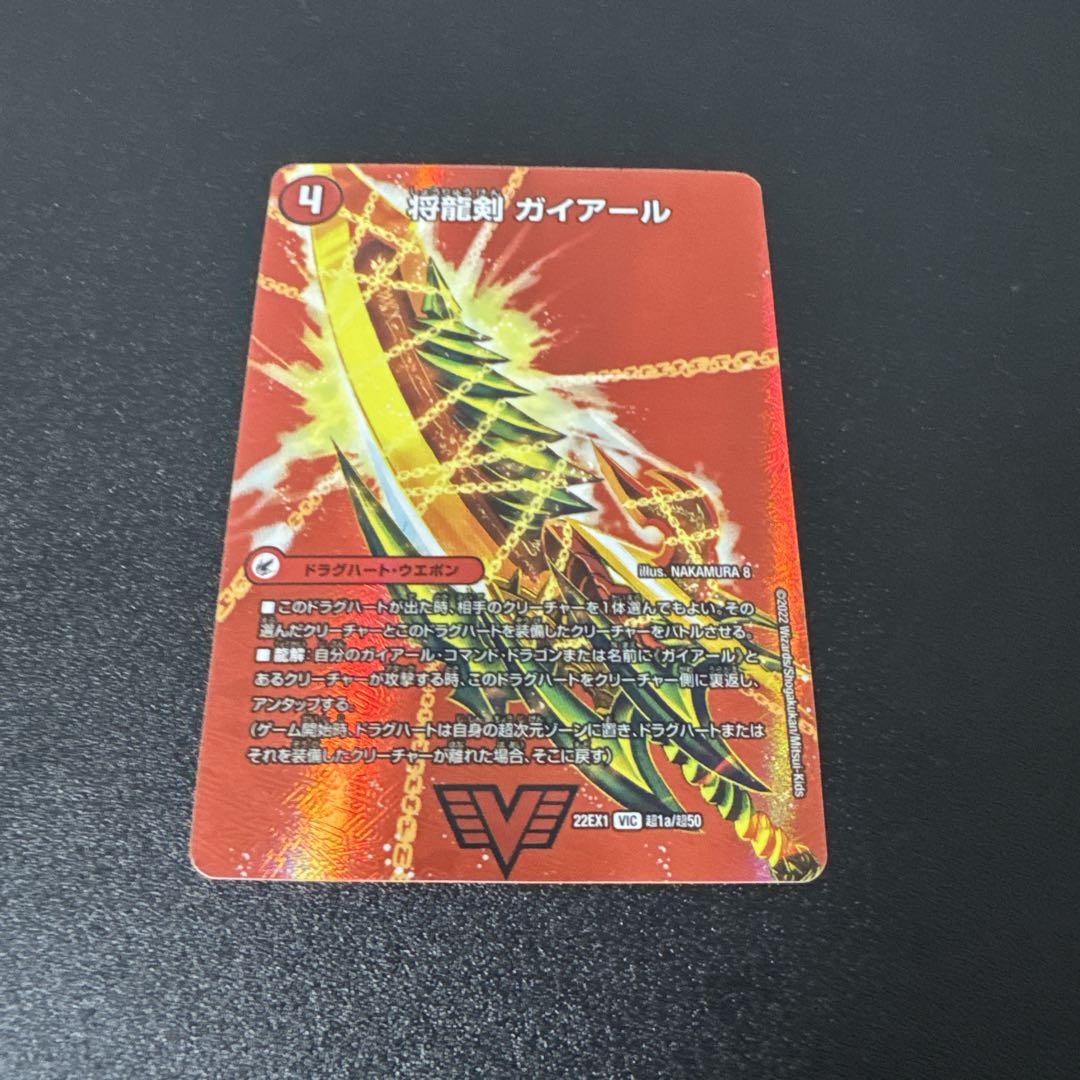 4
しょうりゅうけん
将龍剣 ガイアール
ドラグハート・ウエポン
illus. NAKAMURA 8
■このドラグハートが出た時、相手のクリーチャーを1体選んでもよい。その
選んだクリーチャーとこのドラグハートを装備したクリーチャーをバトルさせる。
■龍解:自分のガイアール・コマンド・ドラゴンまたは名前に《ガイアール》と
あるクリーチャーが攻撃する時、このドラグハートをクリーチャー側に裏返し、
アンタップする。
(ゲーム開始時、ドラグハートは自身の超次元ゾーンに置き、ドラグハートまたは
それを装備したクリーチャーが離れた場合、そこに戻す)
©2022 Wizards/Shogakukan/Mitsui-Kids
V
22EX1 VIC 超1a/超50